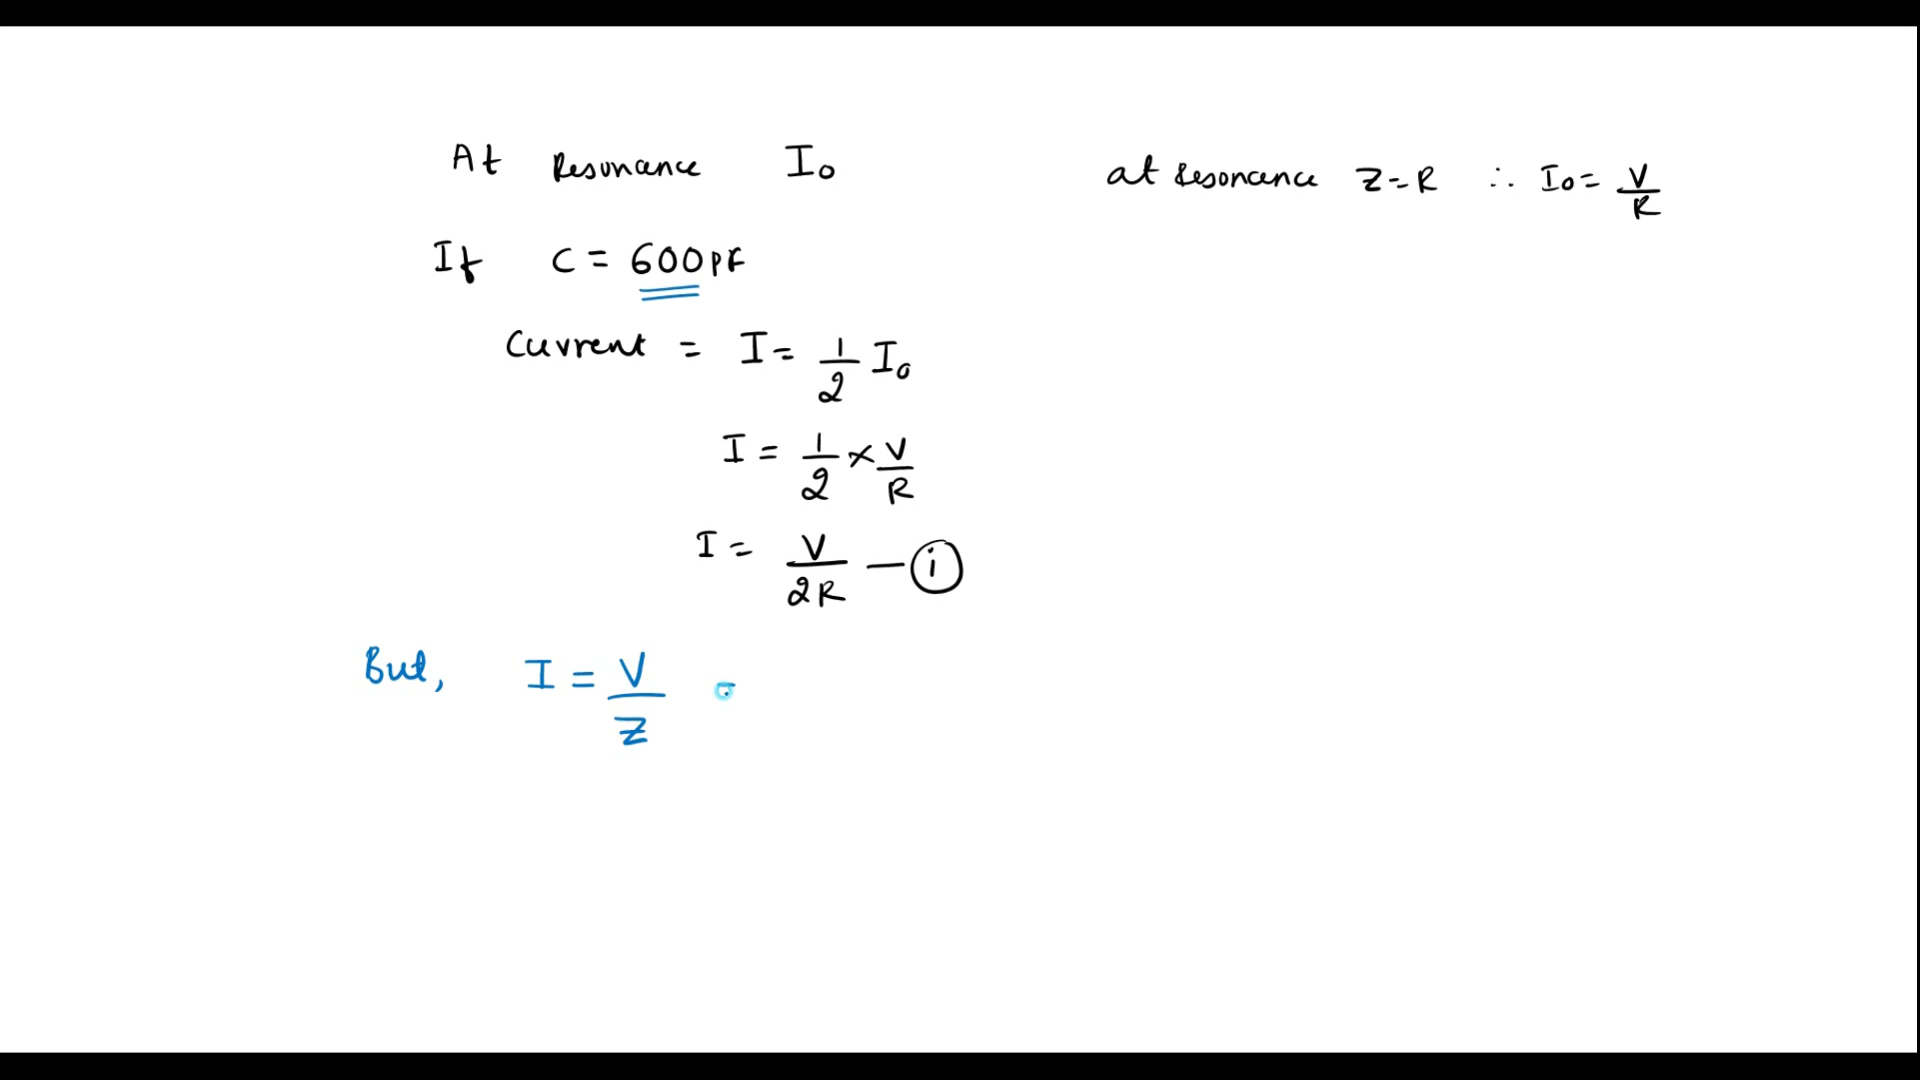 At Resonance I₀
at Resonance Z=R ∴ I₀ = V/R
If C = 600pF
Current = I = 1/2 I₀
I = 1/2 × V/R
I = V/2R — (i)
But, I = V/Z =